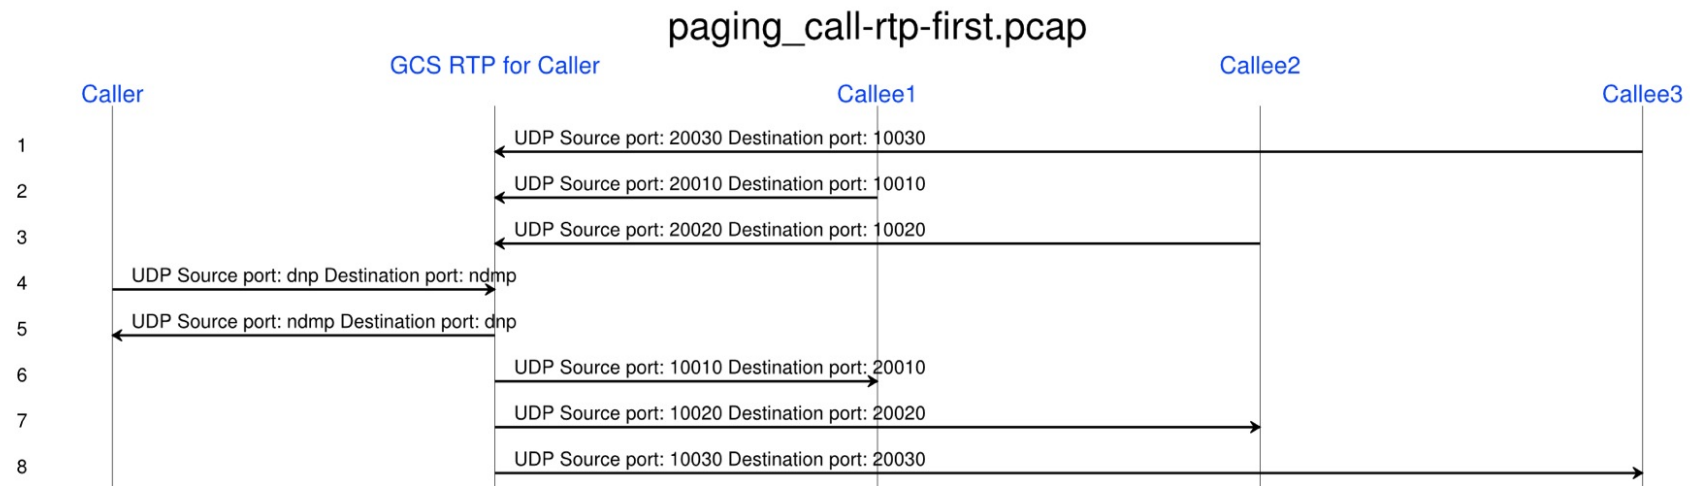 paging_call-rtp-first.pcap
GCS RTP for Caller
Callee2
Caller
Callee1
Callee3
1
UDP Source port: 20030 Destination port: 10030
2
UDP Source port: 20010 Destination port: 10010
3
UDP Source port: 20020 Destination port: 10020
4
UDP Source port: dnp Destination port: ndmp
5
UDP Source port: ndmp Destination port: dnp
6
UDP Source port: 10010 Destination port: 20010
7
UDP Source port: 10020 Destination port: 20020
8
UDP Source port: 10030 Destination port: 20030